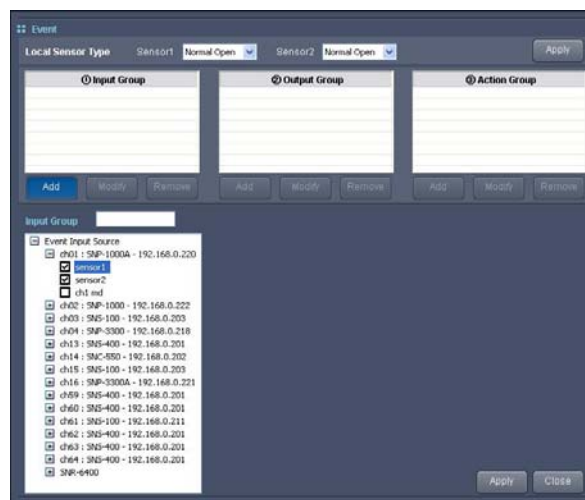 Event
Local Sensor Type Sensor1 Normal Open Sensor2 Normal Open Apply
① Input Group ② Output Group ③ Action Group
Add Modify Remove Add Modify Remove Add Modify Remove
Input Group
Event Input Source
ch01 : SNP-1000A - 192.168.0.220
sensor1
sensor2
ch1 md
ch02 : SNP-1000 - 192.168.0.222
ch03 : SNS-100 - 192.168.0.203
ch04 : SNP-3300 - 192.168.0.218
ch13 : SNS-400 - 192.168.0.201
ch14 : SNC-550 - 192.168.0.202
ch15 : SNS-100 - 192.168.0.203
ch16 : SNP-3300A - 192.168.0.221
ch59 : SNS-400 - 192.168.0.201
ch60 : SNS-400 - 192.168.0.201
ch61 : SNS-100 - 192.168.0.211
ch62 : SNS-400 - 192.168.0.201
ch63 : SNS-400 - 192.168.0.201
ch64 : SNS-400 - 192.168.0.201
SNR-6400
Apply Close